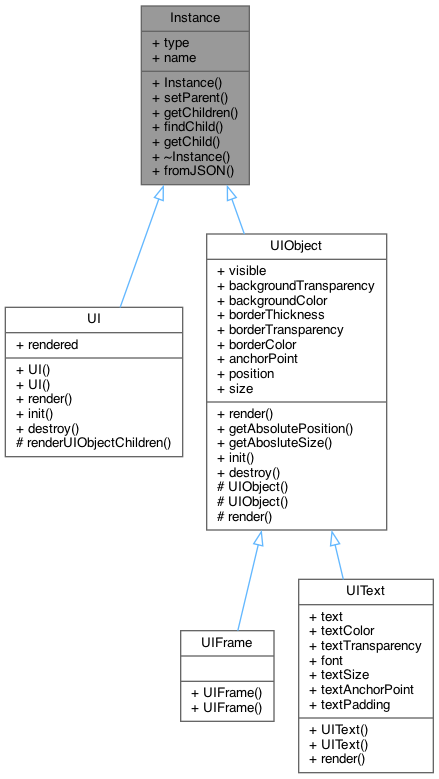 Instance
+ type
+ name
+ Instance()
+ setParent()
+ getChildren()
+ findChild()
+ getChild()
+ ~Instance()
+ fromJSON()
UI
+ rendered
+ UI()
+ UI()
+ render()
+ init()
+ destroy()
# renderUIObjectChildren()
UIObject
+ visible
+ backgroundTransparency
+ backgroundColor
+ borderThickness
+ borderTransparency
+ borderColor
+ anchorPoint
+ position
+ size
+ render()
+ getAbsolutePosition()
+ getAbosluteSize()
+ init()
+ destroy()
# UIObject()
# UIObject()
# render()
UIFrame
+ UIFrame()
+ UIFrame()
UIText
+ text
+ textColor
+ textTransparency
+ font
+ textSize
+ textAnchorPoint
+ textPadding
+ UIText()
+ UIText()
+ render()